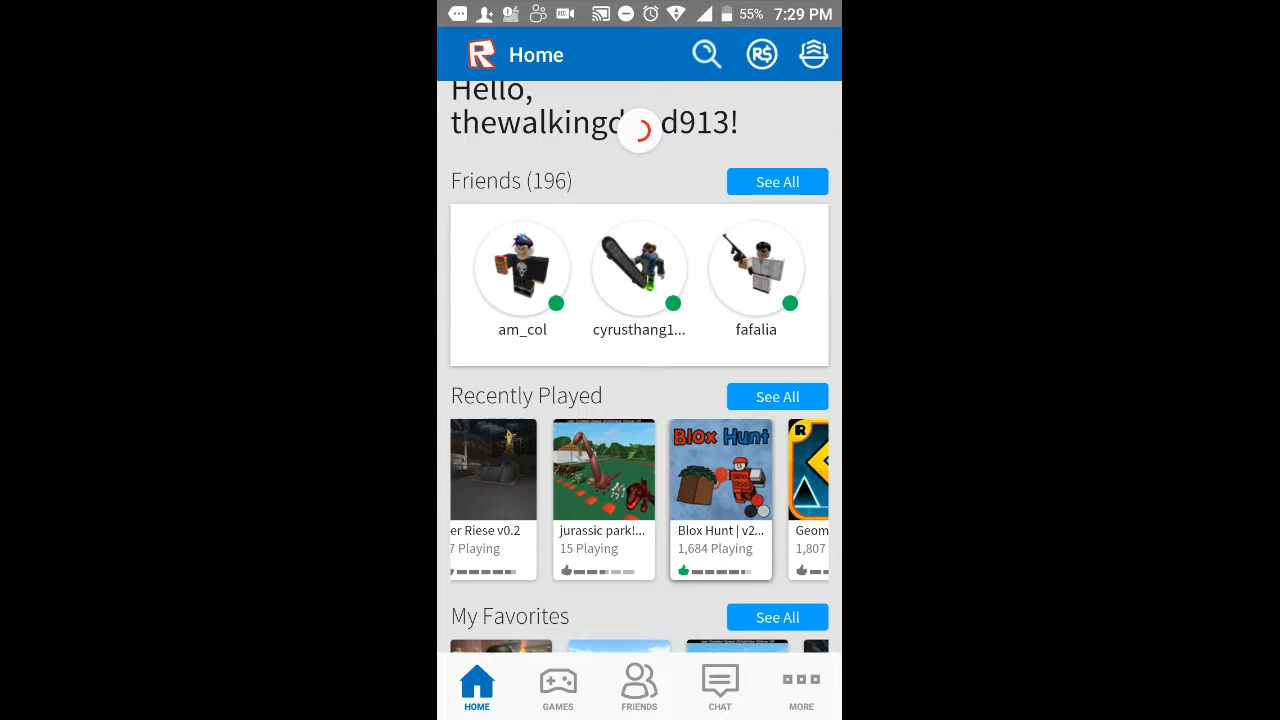 REC 55% 7:29 PM
R Home R$
Hello,
thewalkingd d913!
Friends (196) See All
am_col cyrusthang1... fafalia
Recently Played See All
Blox Hunt R
er Riese v0.2 jurassic park!... Blox Hunt | v2... Geom
7 Playing 15 Playing 1,684 Playing 1,807
My Favorites See All
HOME GAMES FRIENDS CHAT MORE